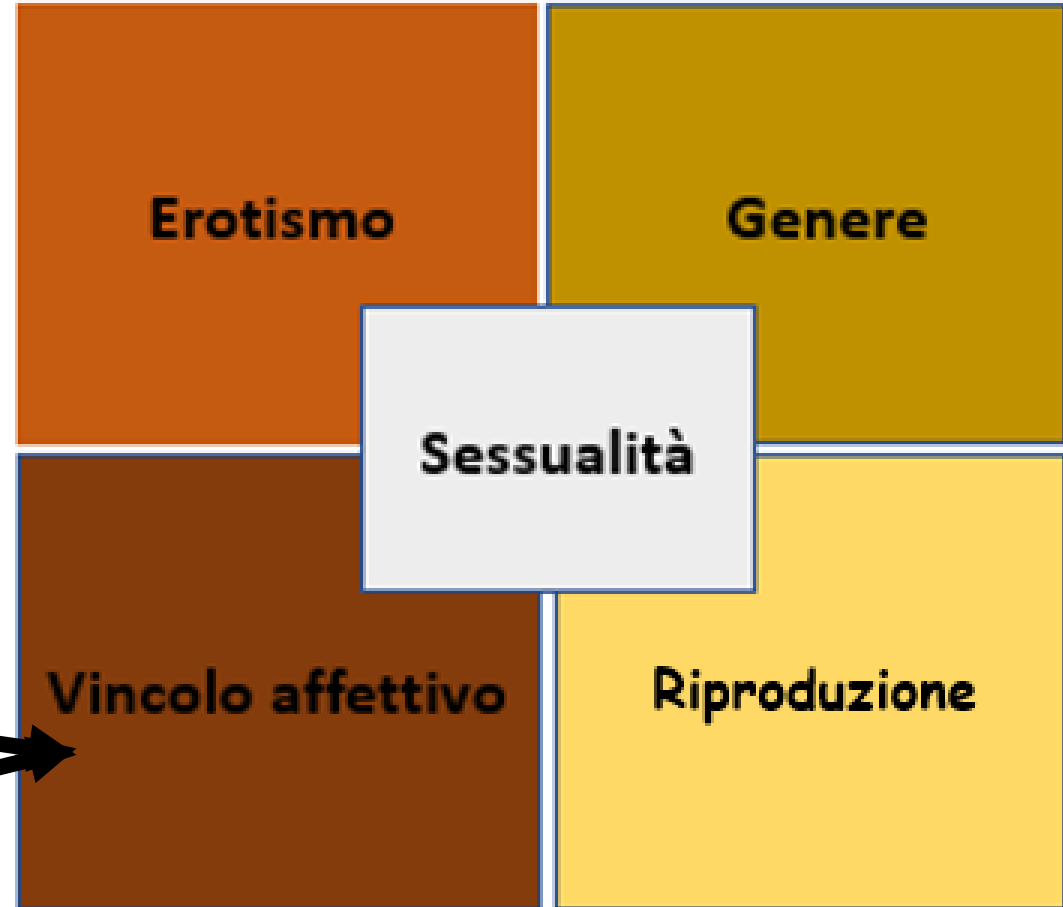 Erotismo
Genere
Sessualità
Vincolo affettivo
Riproduzione